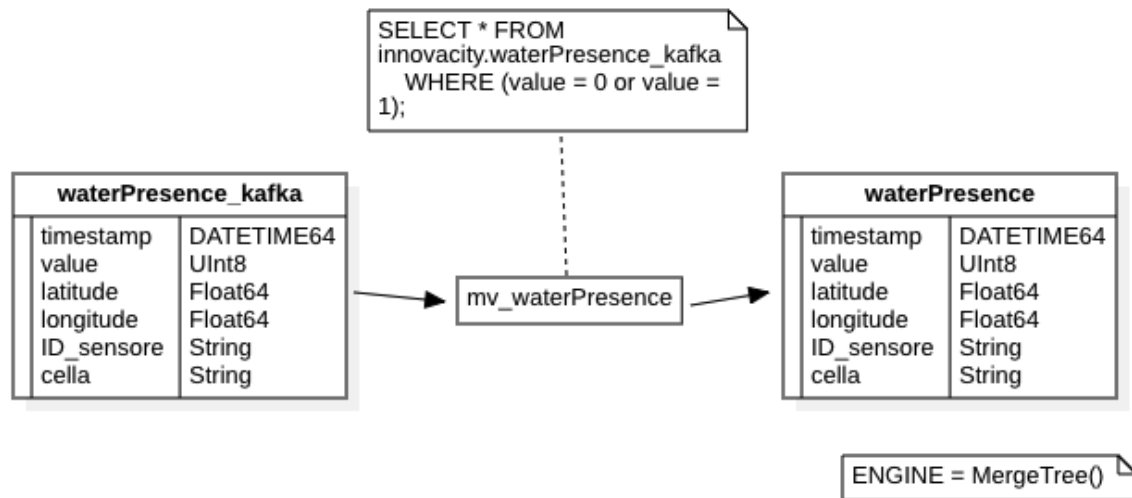 SELECT * FROM
innovacity.waterPresence_kafka
WHERE (value = 0 or value =
1);
waterPresence_kafka
timestamp DATETIME64
value UInt8
latitude Float64
longitude Float64
ID_sensore String
cella String
mv_waterPresence
waterPresence
timestamp DATETIME64
value UInt8
latitude Float64
longitude Float64
ID_sensore String
cella String
ENGINE = MergeTree()